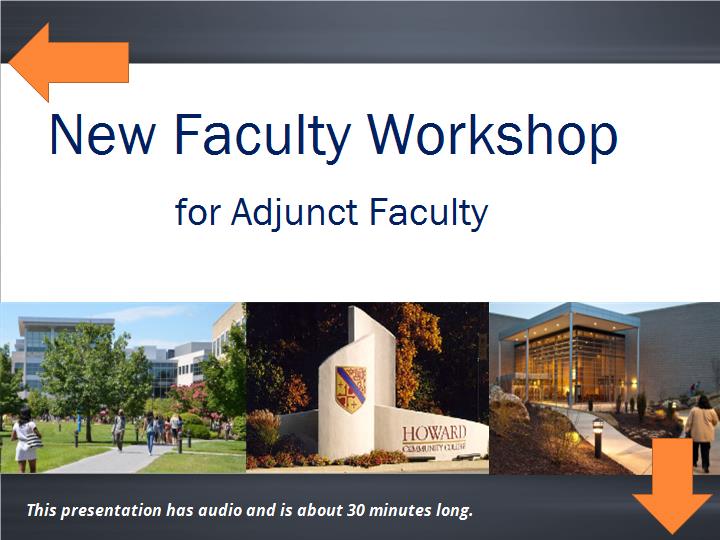 New Faculty Workshop
for Adjunct Faculty
HOWARD
COMMUNITY COLLEGE
This presentation has audio and is about 30 minutes long.